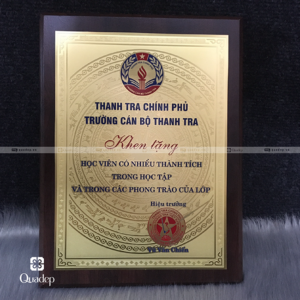 THANH TRA CHÍNH PHỦ
TRƯỜNG CÁN BỘ THANH TRA
Khen tặng
HỌC VIÊN CÓ NHIỀU THÀNH TÍCH
TRONG HỌC TẬP
VÀ TRONG CÁC PHONG TRÀO CỦA LỚP
Hiệu trưởng
Quadep